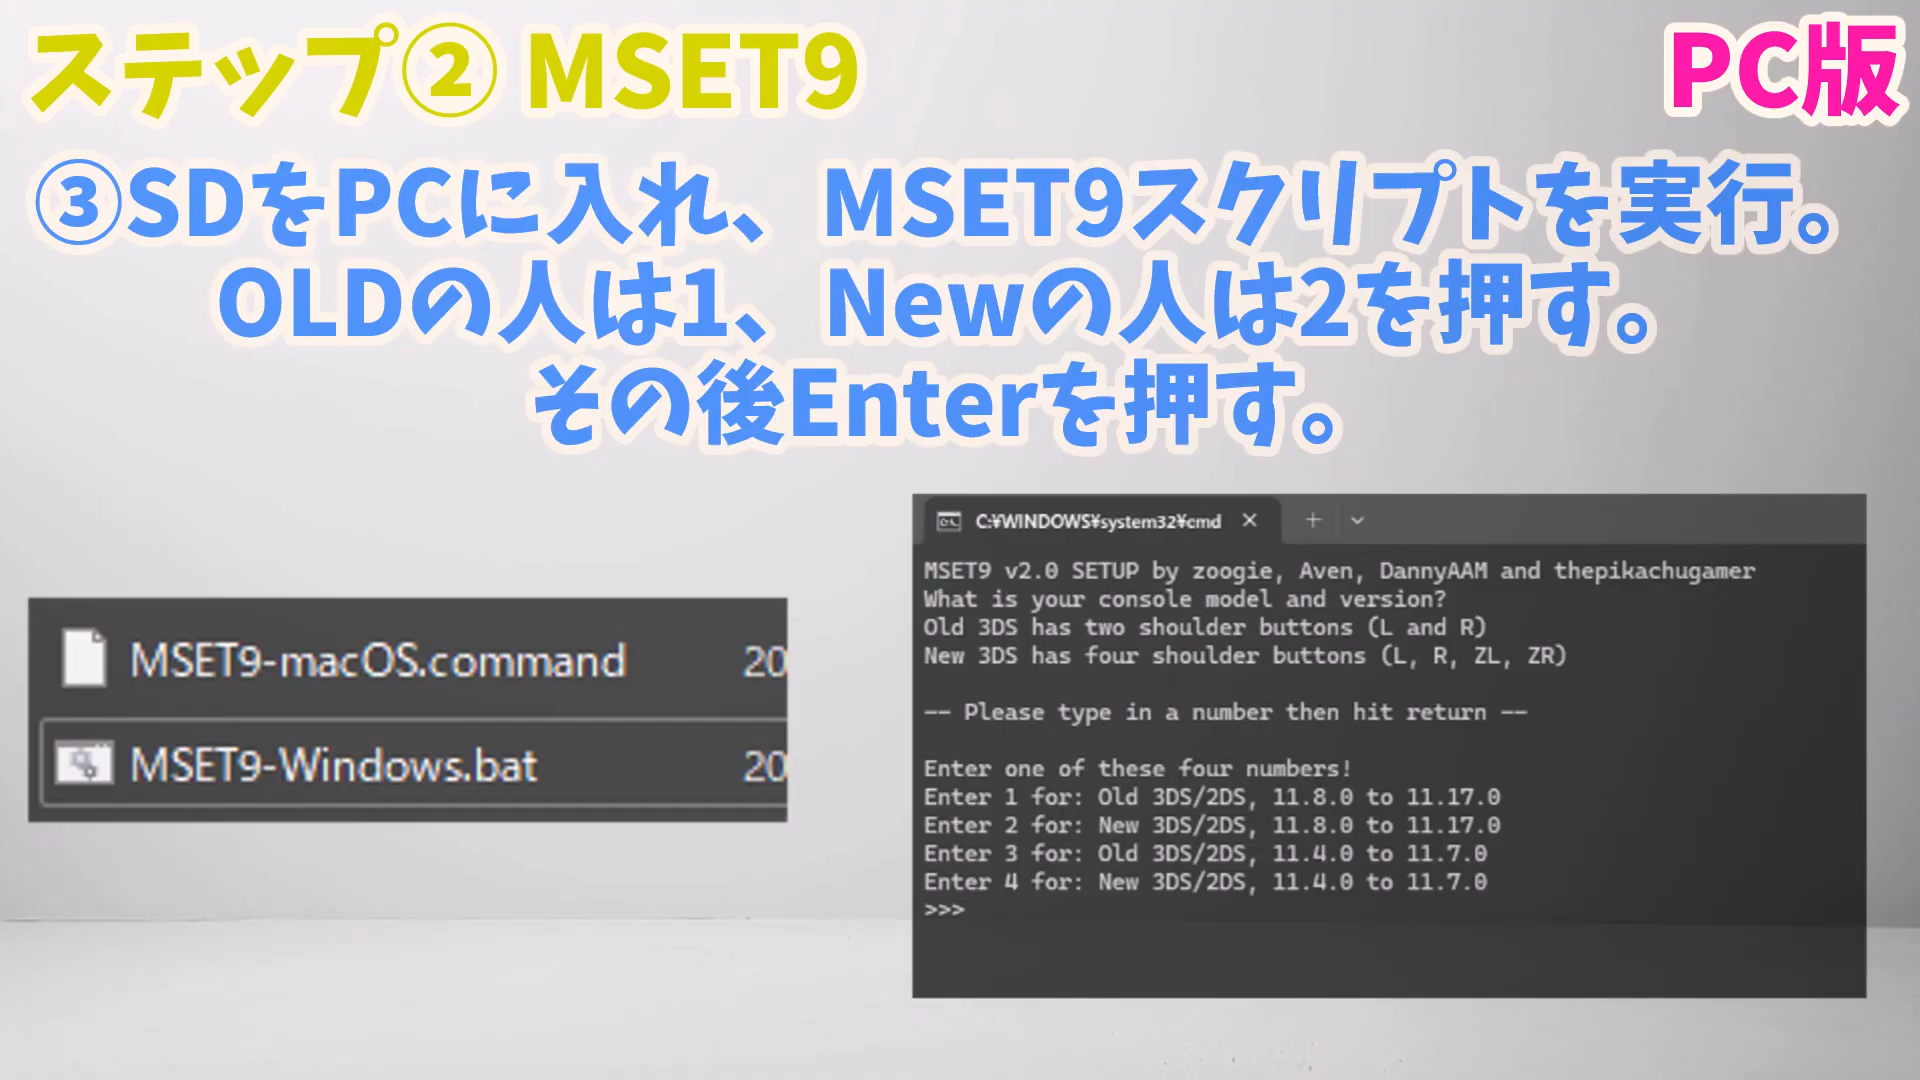 ステップ② MSET9
PC版
③SDをPCに入れ、MSET9スクリプトを実行。
OLDの人は1、Newの人は2を押す。
その後Enterを押す。
MSET9-macOS.command 20
MSET9-Windows.bat 20
C:¥WINDOWS¥system32¥cmd
MSET9 v2.0 SETUP by zoogie, Aven, DannyAAM and thepikachugamer
What is your console model and version?
Old 3DS has two shoulder buttons (L and R)
New 3DS has four shoulder buttons (L, R, ZL, ZR)
-- Please type in a number then hit return --
Enter one of these four numbers!
Enter 1 for: Old 3DS/2DS, 11.8.0 to 11.17.0
Enter 2 for: New 3DS/2DS, 11.8.0 to 11.17.0
Enter 3 for: Old 3DS/2DS, 11.4.0 to 11.7.0
Enter 4 for: New 3DS/2DS, 11.4.0 to 11.7.0
>>>